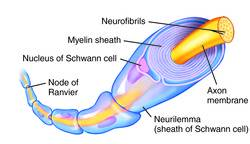 Neurofibrils
Myelin sheath
Nucleus of Schwann cell
Node of
Ranvier
Axon
membrane
Neurilemma
(sheath of Schwann cell)